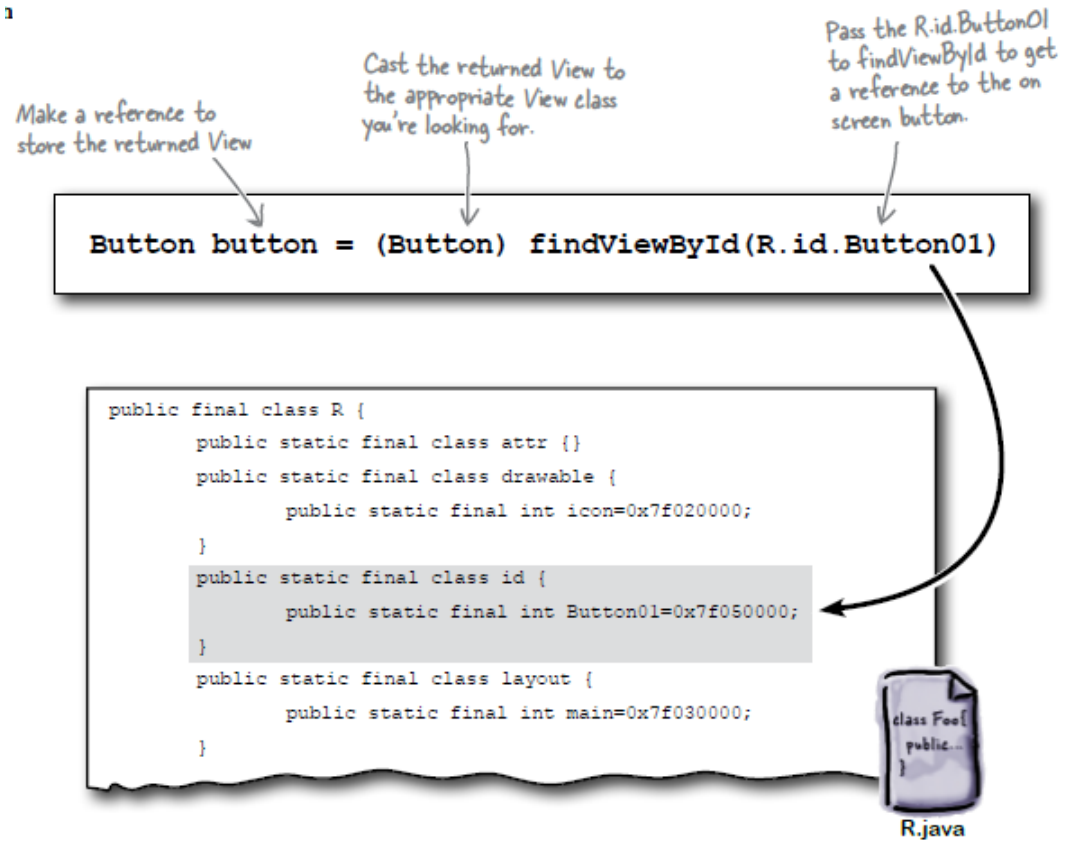 n
Pass the R.id.Button01
to findViewById to get
a reference to the on
screen button.
Cast the returned View to
the appropriate View class
you're looking for.
Make a reference to
store the returned View
Button button = (Button) findViewById(R.id.Button01)
public final class R {
public static final class attr {}
public static final class drawable {
public static final int icon=0x7f020000;
}
public static final class id {
public static final int Button01=0x7f050000;
}
public static final class layout {
public static final int main=0x7f030000;
}
class Foo{
public...
}
R.java